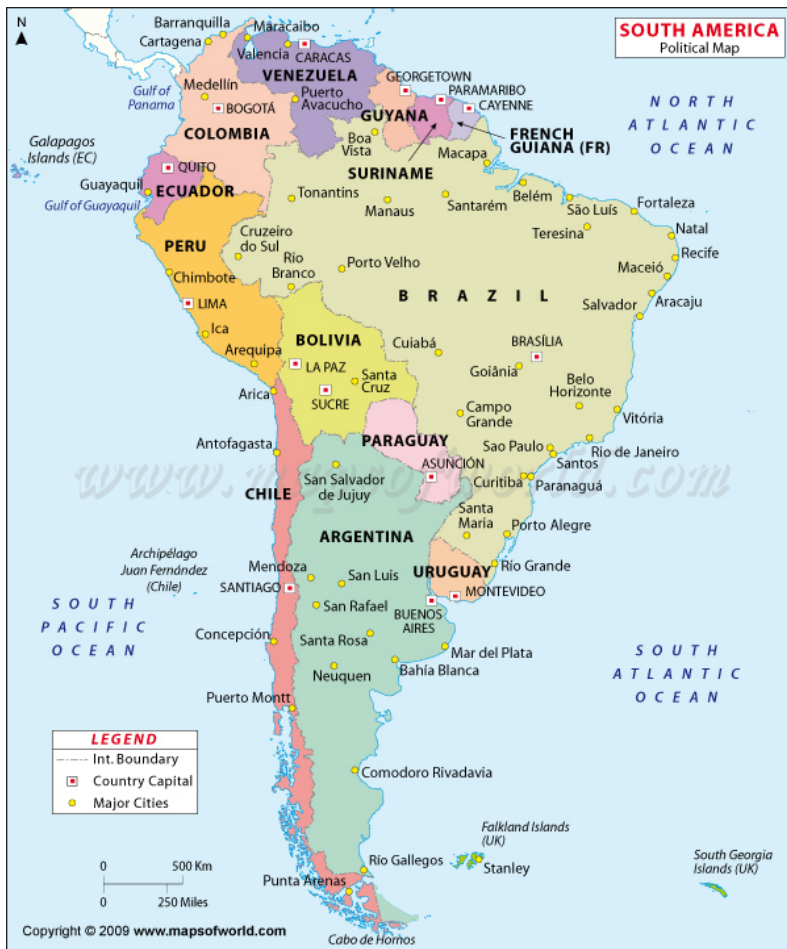 N
SOUTH AMERICA
Political Map
Barranquilla
Maracaibo
Cartagena
Valencia
CARACAS
VENEZUELA
GEORGETOWN
PARAMARIBO
CAYENNE
Medellín
Gulf of
Panama
BOGOTÁ
Puerto
Avacucho
GUYANA
NORTH
ATLANTIC
OCEAN
COLOMBIA
Boa
Vista
FRENCH
GUIANA (FR)
Galapagos
Islands (EC)
QUITO
SURINAME
Macapa
Guayaquil
ECUADOR
Gulf of Guayaquil
Tonantins
Manaus
Santarém
Belém
São Luís
Fortaleza
Teresina
Natal
PERU
Cruzeiro
do Sul
Recife
Rio
Branco
Porto Velho
Maceió
Chimbote
BRAZIL
Aracaju
LIMA
Salvador
Ica
BOLIVIA
Cuiabá
BRASÍLIA
Arequipa
LA PAZ
Goiânia
Santa
Cruz
Belo
Horizonte
Arica
SUCRE
Campo
Grande
Vitória
PARAGUAY
Antofagasta
Sao Paulo
Rio de Janeiro
ASUNCIÓN
Santos
San Salvador
de Jujuy
Curitiba
Paranaguá
www.mapsofworld.com
CHILE
Santa
Maria
ARGENTINA
Porto Alegre
Archipélago
Juan Fernández
(Chile)
Mendoza
San Luis
URUGUAY
Río Grande
SANTIAGO
MONTEVIDEO
SOUTH
PACIFIC
OCEAN
San Rafael
BUENOS
AIRES
Concepción
Santa Rosa
Mar del Plata
SOUTH
ATLANTIC
OCEAN
Neuquen
Bahía Blanca
Puerto Montt
LEGEND
Int. Boundary
Country Capital
Major Cities
Comodoro Rivadavia
Falkland Islands
(UK)
0 500 Km
0 250 Miles
Río Gallegos
Stanley
South Georgia
Islands (UK)
Punta Arenas
Copyright © 2009 www.mapsofworld.com
Cabo de Hornos